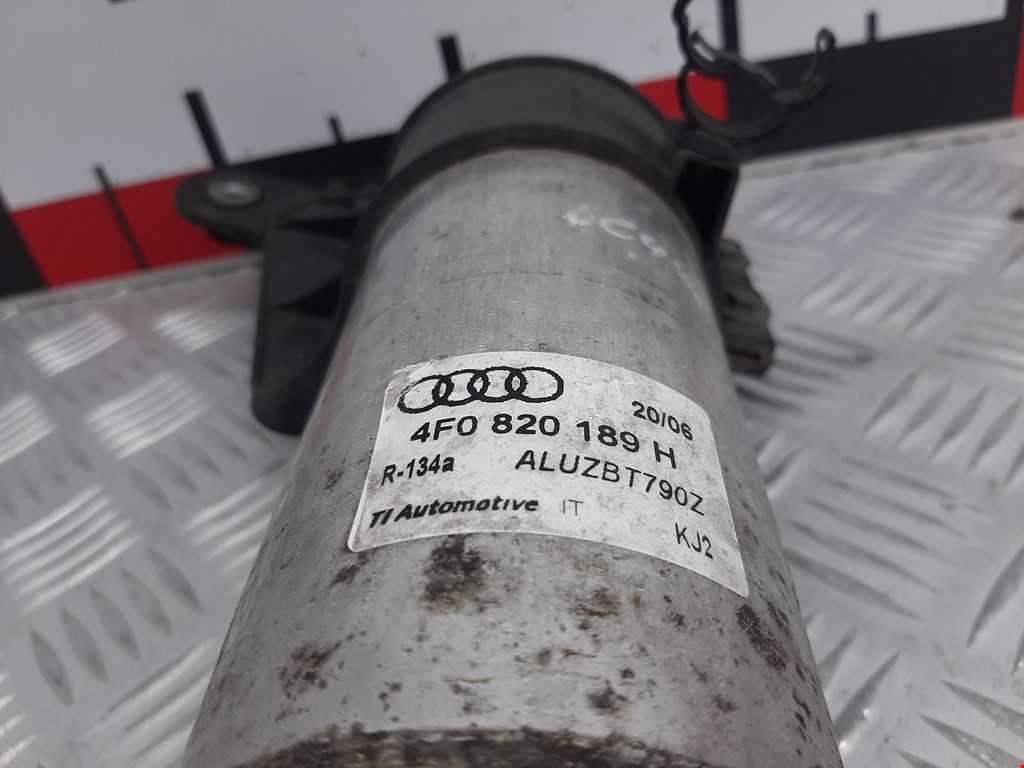 20/06
4F0 820 189 H
R-134a ALUZBT790Z
TI Automotive IT
KJ2